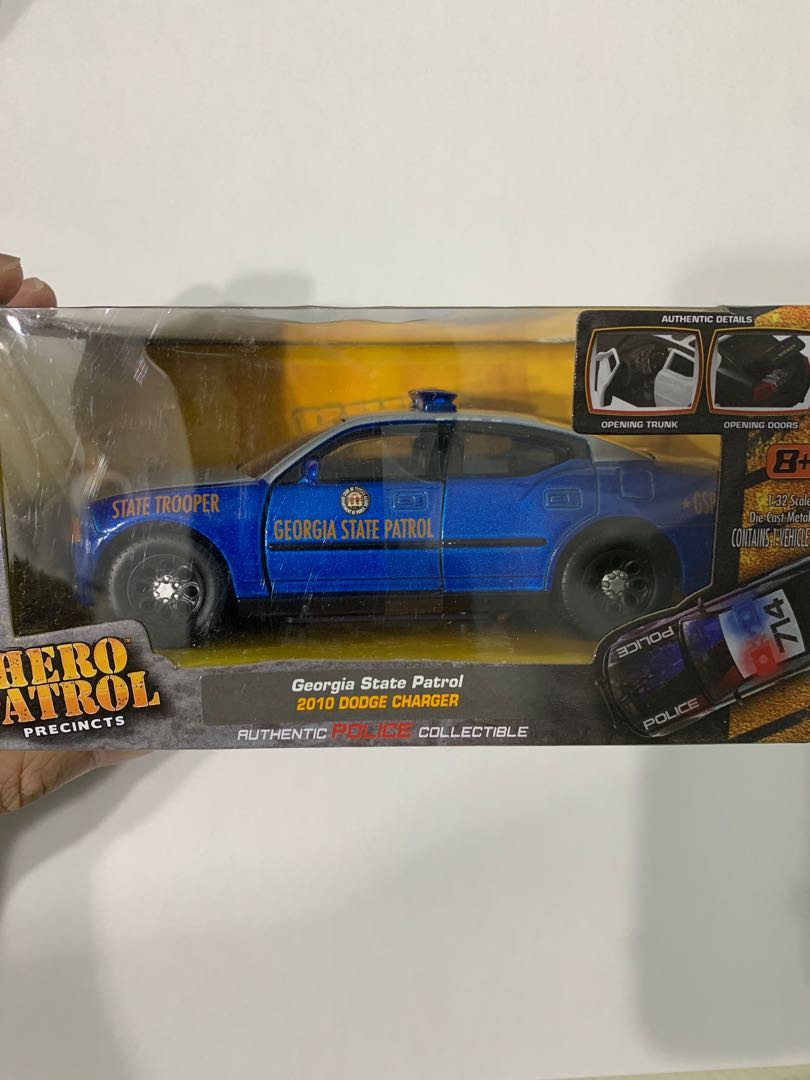 AUTHENTIC DETAILS
OPENING TRUNK
OPENING DOORS
8+
1:32 Scale
Die Cast Metal
CONTAINS 1 VEHICLE
STATE TROOPER
GEORGIA STATE PATROL
GSP
HERO
PATROL
PRECINCTS
Georgia State Patrol
2010 DODGE CHARGER
AUTHENTIC POLICE COLLECTIBLE
POLICE
714
POLICE